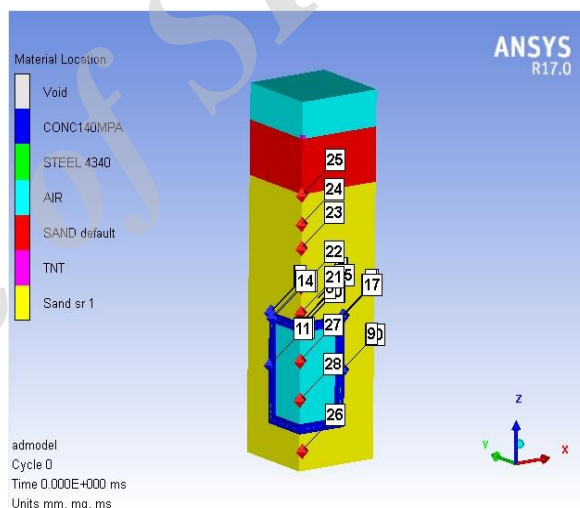 ANSYS
R17.0
Material Location
Void
CONC140MPA
STEEL 4340
AIR
SAND default
TNT
Sand sr 1
25
24
23
22
21
14
17
11
27
9
28
26
z
Y
X
admodel
Cycle 0
Time 0.000E+000 ms
Units mm, mg, ms